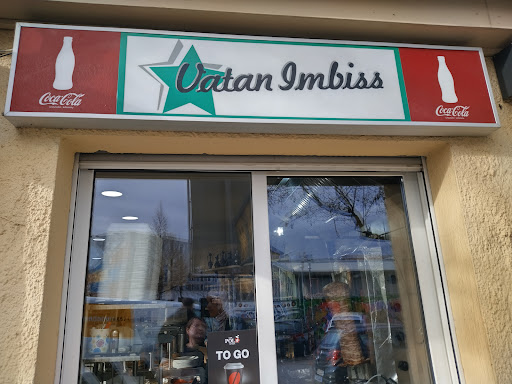 Coca-Cola
Vatan Imbiss
Coca-Cola
TO GO